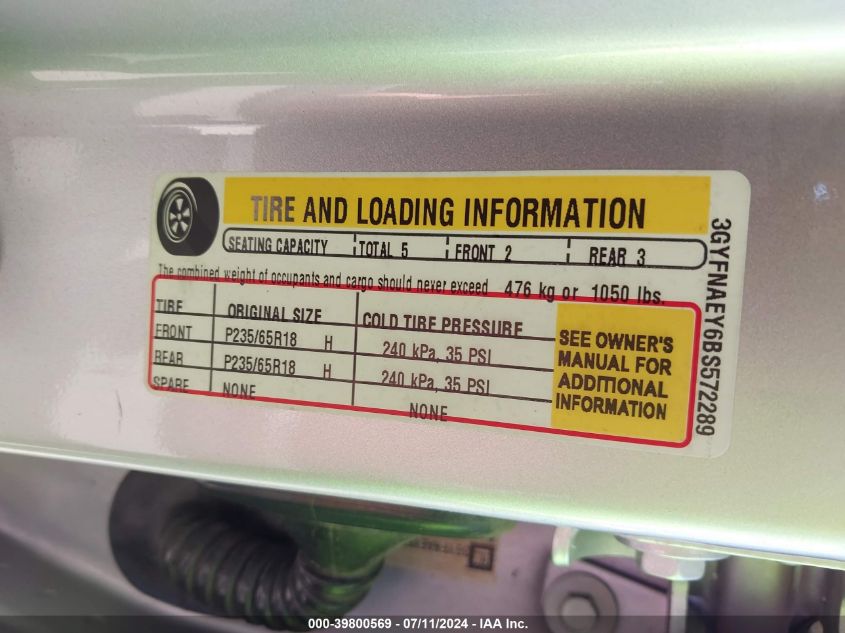 TIRE AND LOADING INFORMATION
SEATING CAPACITY TOTAL 5 FRONT 2 REAR 3
The combined weight of occupants and cargo should never exceed 476 kg or 1050 lbs.
TIRE ORIGINAL SIZE COLD TIRE PRESSURE
FRONT P235/65R18 H 240 kPa, 35 PSI
REAR P235/65R18 H 240 kPa, 35 PSI
SPARE NONE NONE
SEE OWNER'S
MANUAL FOR
ADDITIONAL
INFORMATION
3GYFNAEY6BS572289
000-39800569 - 07/11/2024 - IAA Inc.